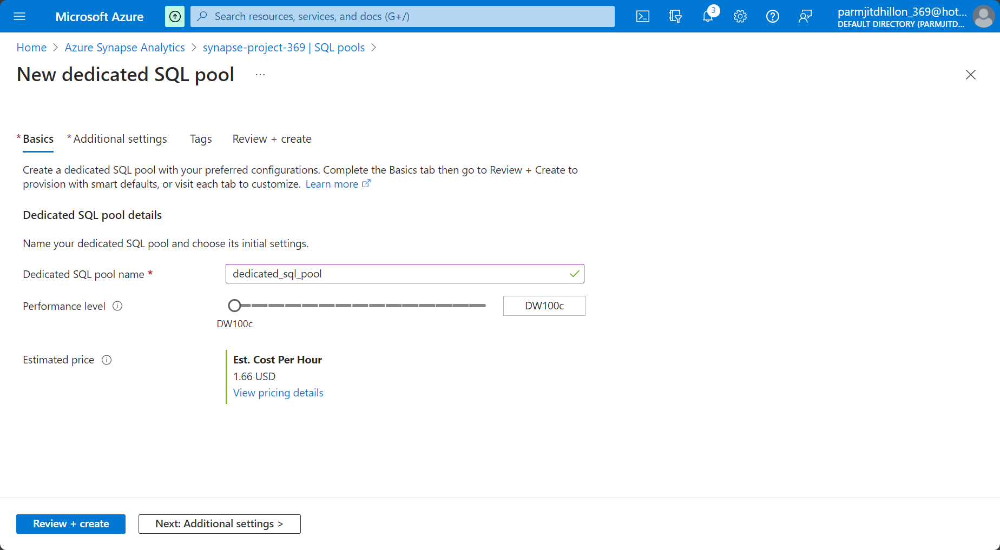 Microsoft Azure
Search resources, services, and docs (G+/)
3
parmjitdhillon_369@hot...
DEFAULT DIRECTORY (PARMJITD...
Home > Azure Synapse Analytics > synapse-project-369 | SQL pools >
New dedicated SQL pool ...
* Basics * Additional settings Tags Review + create
Create a dedicated SQL pool with your preferred configurations. Complete the Basics tab then go to Review + Create to
provision with smart defaults, or visit each tab to customize. Learn more
Dedicated SQL pool details
Name your dedicated SQL pool and choose its initial settings.
Dedicated SQL pool name * dedicated_sql_pool
Performance level DW100c
DW100c
Estimated price Est. Cost Per Hour
1.66 USD
View pricing details
Review + create Next: Additional settings >